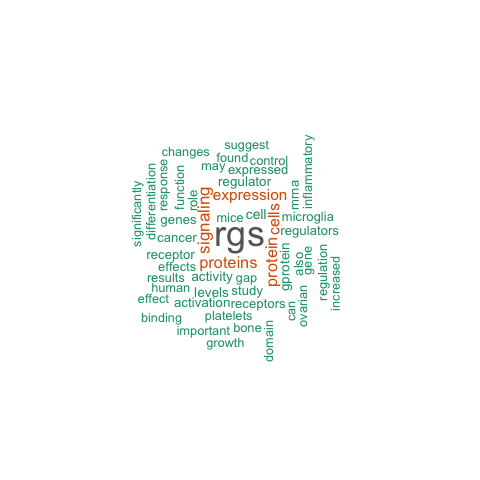 suggest
changes
found
control
may
expressed
inflammatory
differentiation
response
function
regulator
significantly
role
signaling
expression
mrna
genes
mice
cell
cells
microglia
cancer
rgs
regulators
receptor
proteins
protein
gprotein
also
gene
regulation
effects
results
activity
gap
increased
human
levels
study
effect
activation
receptors
can
ovarian
binding
platelets
important
bone
domain
growth